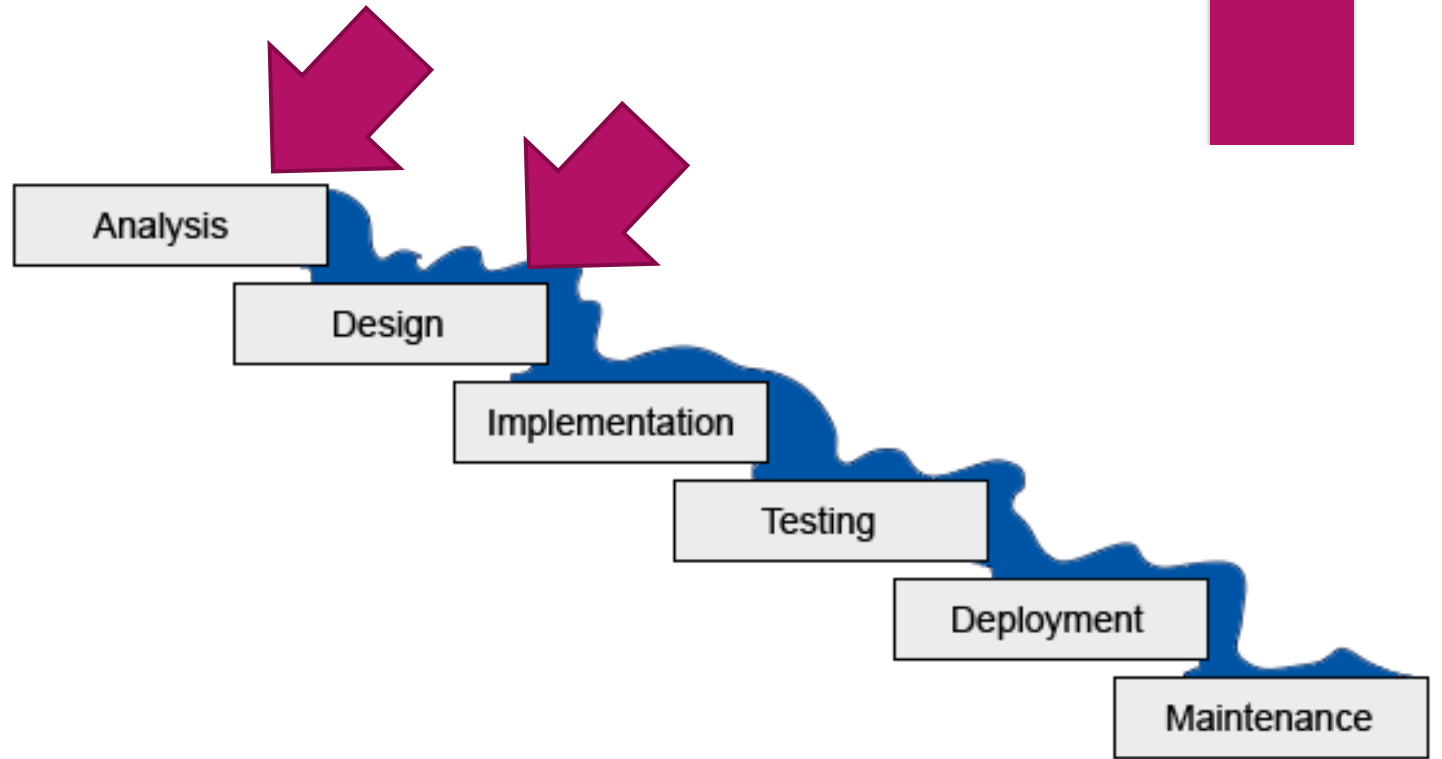 Analysis
Design
Implementation
Testing
Deployment
Maintenance